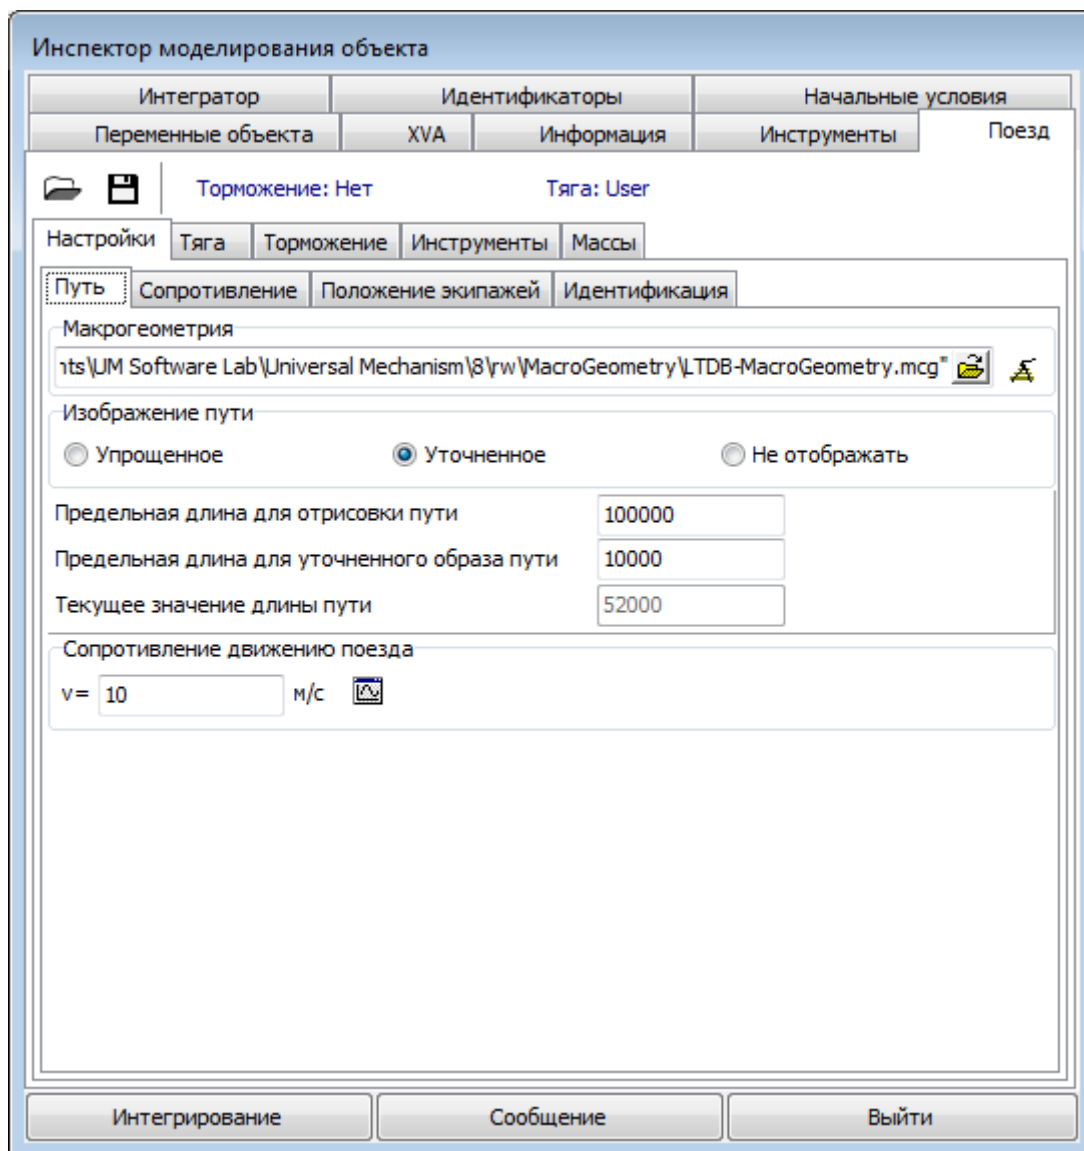 Инспектор моделирования объекта
Интегратор Идентификаторы Начальные условия
Переменные объекта XVA Информация Инструменты Поезд
Торможение: Нет Тяга: User
Настройки Тяга Торможение Инструменты Массы
Путь Сопротивление Положение экипажей Идентификация
Макрогеометрия
nts\UM Software Lab\Universal Mechanism\8\rw\MacroGeometry\LTDB-MacroGeometry.mcg"
Изображение пути
Упрощенное Уточненное Не отображать
Предельная длина для отрисовки пути 100000
Предельная длина для уточненного образа пути 10000
Текущее значение длины пути 52000
Сопротивление движению поезда
v= 10 м/с
Интегрирование Сообщение Выйти